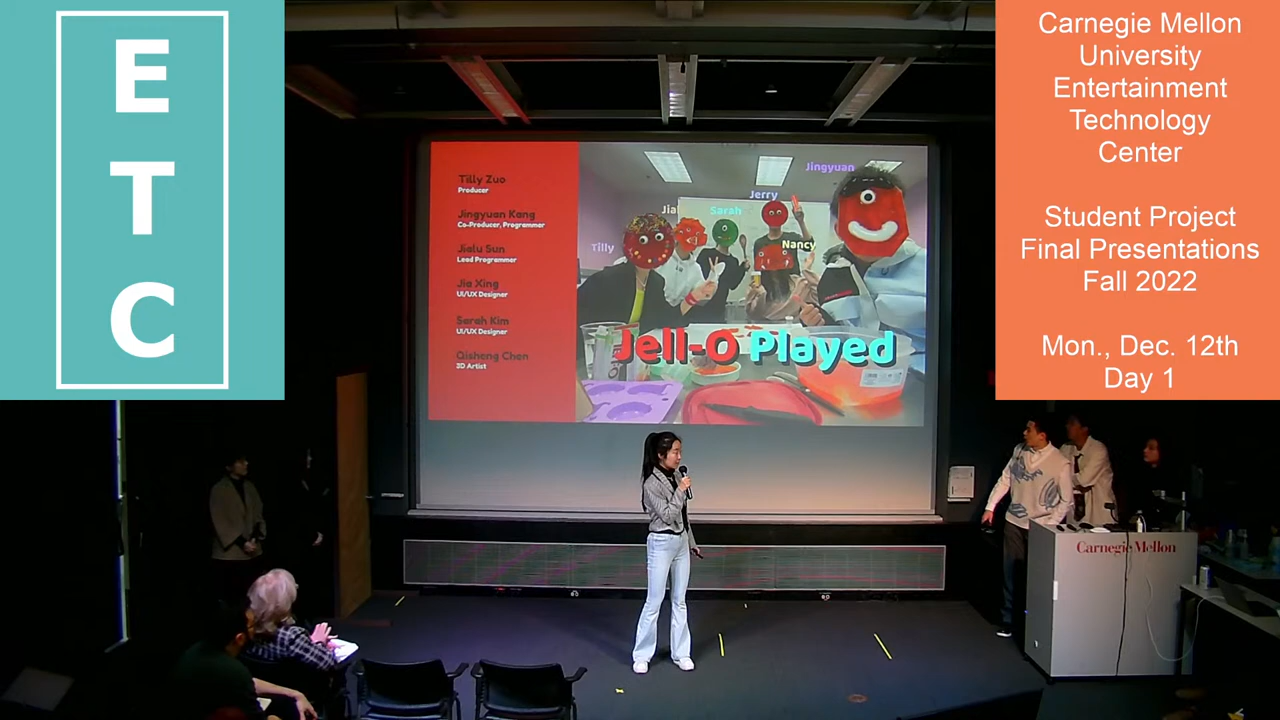 E
T
C
Carnegie Mellon
University
Entertainment
Technology
Center
Student Project
Final Presentations
Fall 2022
Mon., Dec. 12th
Day 1
Tilly Zuo
Producer
Jingyuan Kang
Co-Producer, Programmer
Jialu Sun
Lead Programmer
Jia Xing
UI/UX Designer
Sarah Kim
UI/UX Designer
Qisheng Chen
3D Artist
Jingyuan
Jerry
Sarah
Tilly
Nancy
Jell-O Played
Carnegie Mellon